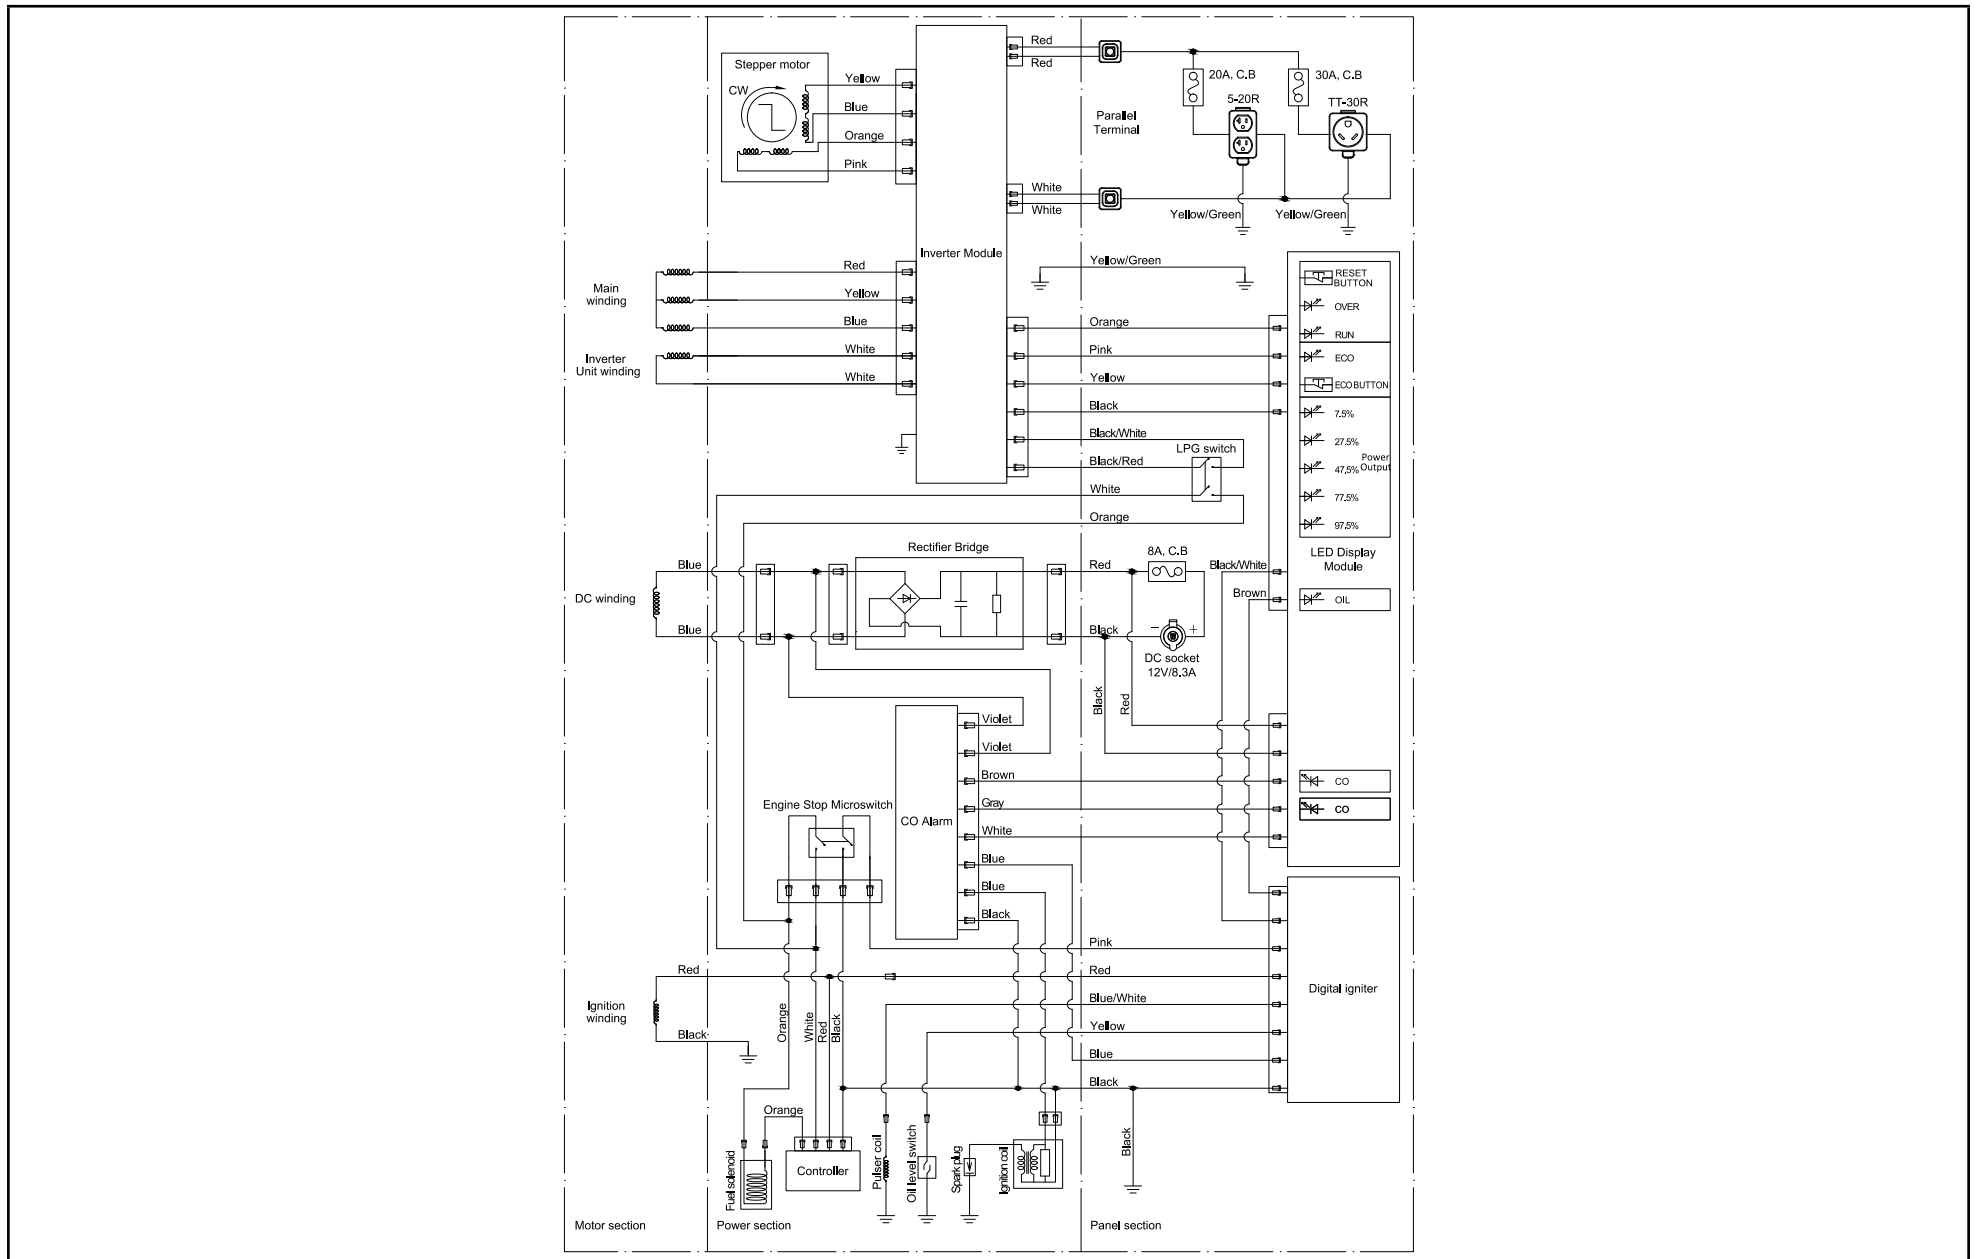 Stepper motor
CW
Yellow
Blue
Orange
Pink
Red
Red
Parallel
Terminal
20A, C.B
30A, C.B
5-20R
TT-30R
White
White
Yellow/Green
Yellow/Green
Inverter Module
Yellow/Green
Main
winding
Red
Yellow
Blue
Inverter
Unit winding
White
White
Orange
Pink
Yellow
Black
Black/White
Black/Red
LPG switch
White
Orange
RESET
BUTTON
OVER
RUN
ECO
ECO BUTTON
7.5%
27.5%
47.5%
Power
Output
77.5%
97.5%
LED Display
Module
Black/White
Brown
OIL
Rectifier Bridge
DC winding
Blue
Blue
Red
8A, C.B
Black
− +
DC socket
12V/8.3A
Black
Red
Violet
Violet
Brown
Gray
White
Blue
Blue
Black
CO Alarm
Engine Stop Microswitch
CO
CO
Pink
Red
Blue/White
Yellow
Blue
Black
Digital igniter
Ignition
winding
Red
Black
Orange
White
Red
Black
Orange
Fuel solenoid
Controller
Pulser coil
Oil level switch
Spark plug
Ignition coil
Black
Motor section
Power section
Panel section